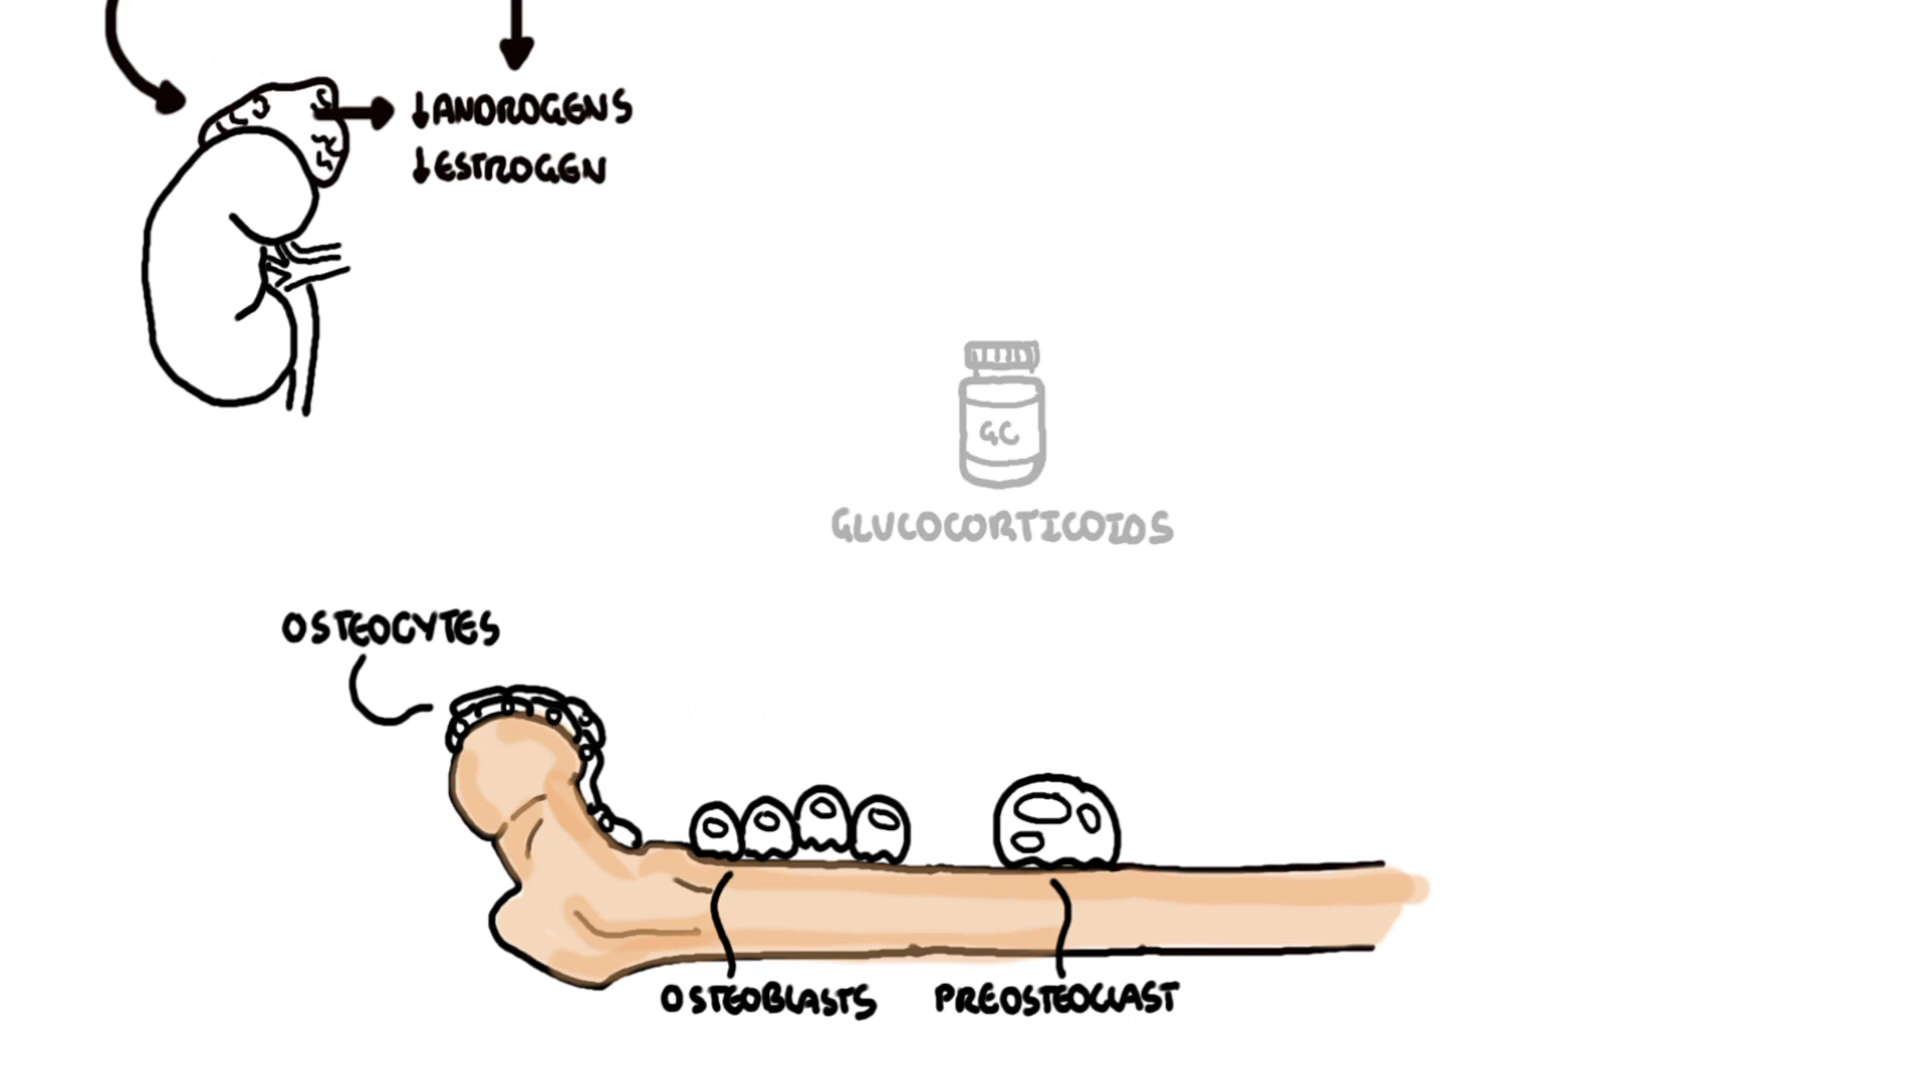 ↓ANDROGENS
↓ESTROGEN
GC
GLUCOCORTICOIDS
OSTEOCYTES
OSTEOBLASTS
PREOSTEOCLAST